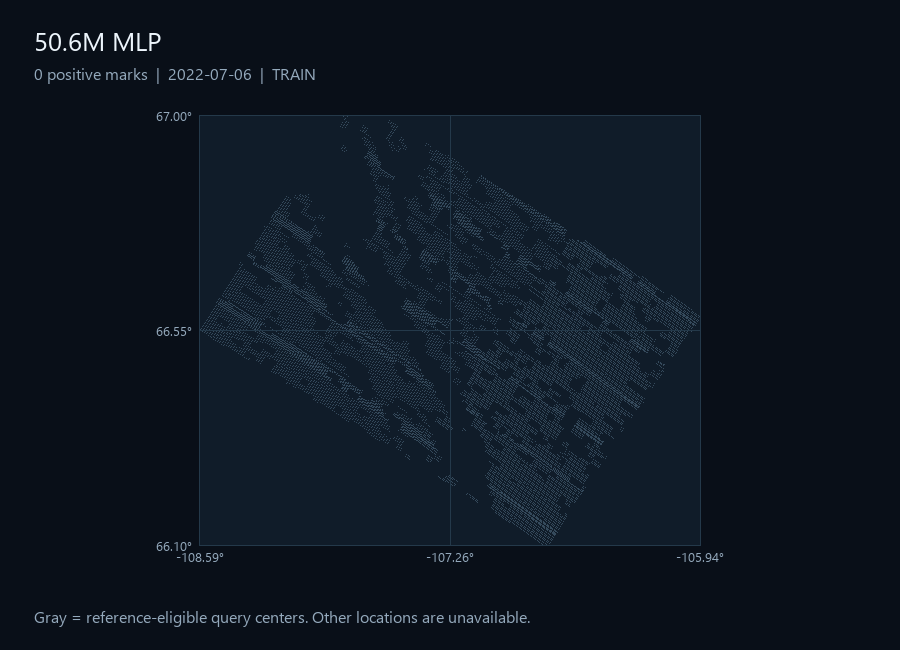 50.6M MLP
0 positive marks | 2022-07-06 | TRAIN
67.00°
66.55°
66.10°
-108.59°
-107.26°
-105.94°
Gray = reference-eligible query centers. Other locations are unavailable.